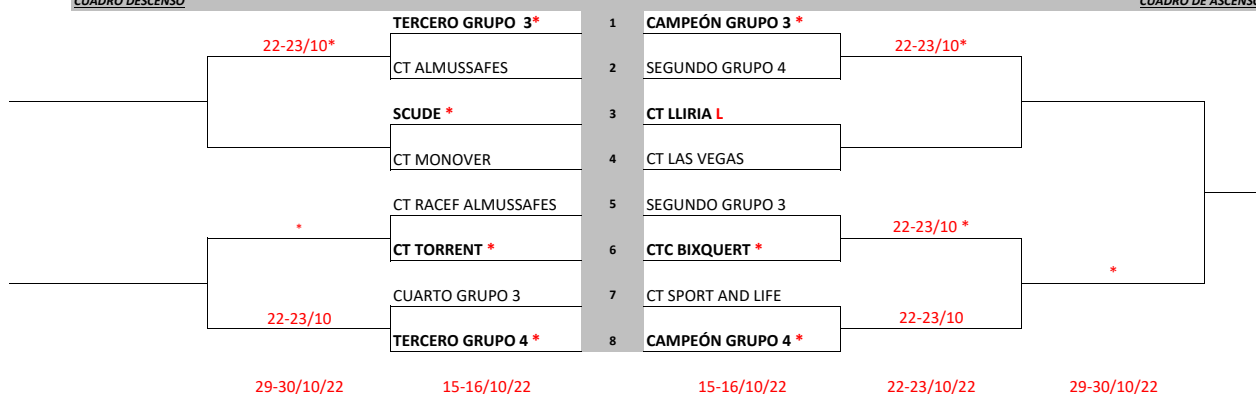 CUADRO DESCENSO CUADRO DE ASCENSO
TERCERO GRUPO 3* 1 CAMPEÓN GRUPO 3 *
22-23/10* 22-23/10*
CT ALMUSSAFES 2 SEGUNDO GRUPO 4
SCUDE * 3 CT LLIRIA L
CT MONOVER 4 CT LAS VEGAS
CT RACEF ALMUSSAFES 5 SEGUNDO GRUPO 3
* 22-23/10 *
CT TORRENT * 6 CTC BIXQUERT *
*
CUARTO GRUPO 3 7 CT SPORT AND LIFE
22-23/10 22-23/10
TERCERO GRUPO 4 * 8 CAMPEÓN GRUPO 4 *
29-30/10/22 15-16/10/22 15-16/10/22 22-23/10/22 29-30/10/22